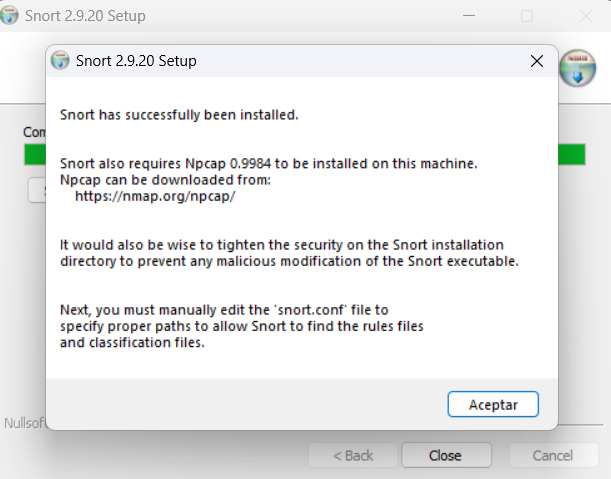 Snort 2.9.20 Setup
Snort 2.9.20 Setup
Snort has successfully been installed.
Snort also requires Npcap 0.9984 to be installed on this machine.
Npcap can be downloaded from:
https://nmap.org/npcap/
It would also be wise to tighten the security on the Snort installation
directory to prevent any malicious modification of the Snort executable.
Next, you must manually edit the 'snort.conf' file to
specify proper paths to allow Snort to find the rules files
and classification files.
Aceptar
Nullsoft
< Back
Close
Cancel